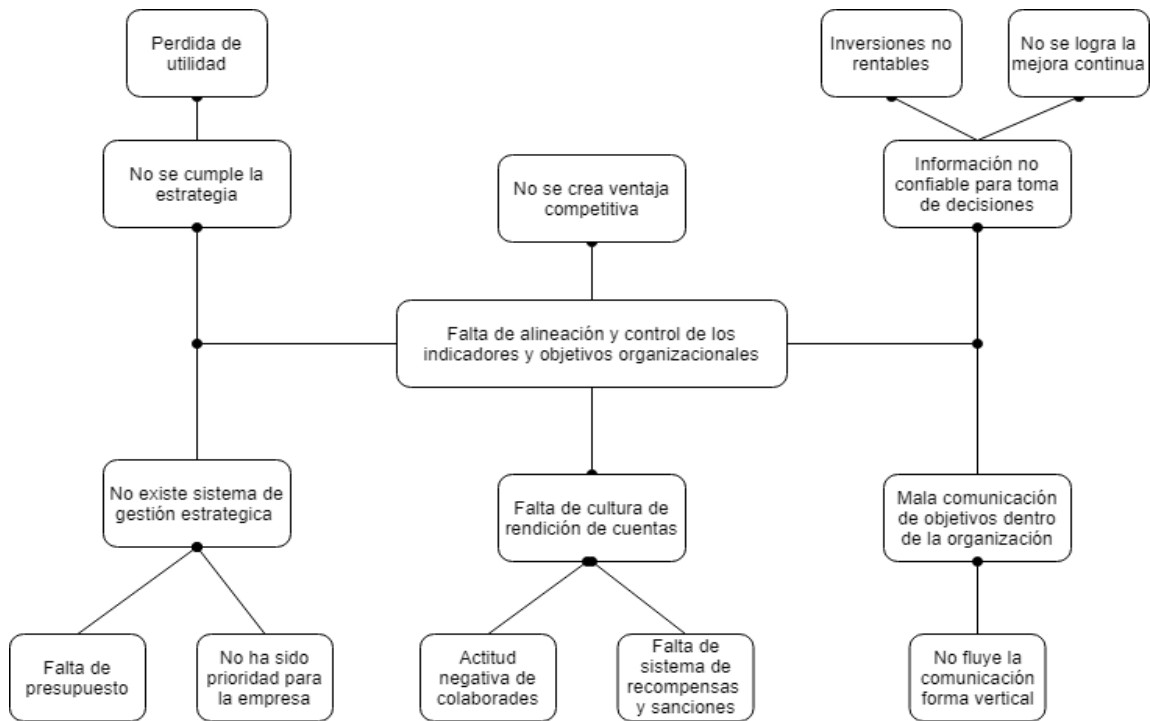 Perdida de
utilidad
Inversiones no
rentables
No se logra la
mejora continua
No se cumple la
estrategia
No se crea ventaja
competitiva
Información no
confiable para toma
de decisiones
Falta de alineación y control de los
indicadores y objetivos organizacionales
No existe sistema de
gestión estrategica
Falta de cultura de
rendición de cuentas
Mala comunicación
de objetivos dentro
de la organización
Falta de
presupuesto
No ha sido
prioridad para
la empresa
Actitud
negativa de
colaborades
Falta de
sistema de
recompensas
y sanciones
No fluye la
comunicación
forma vertical